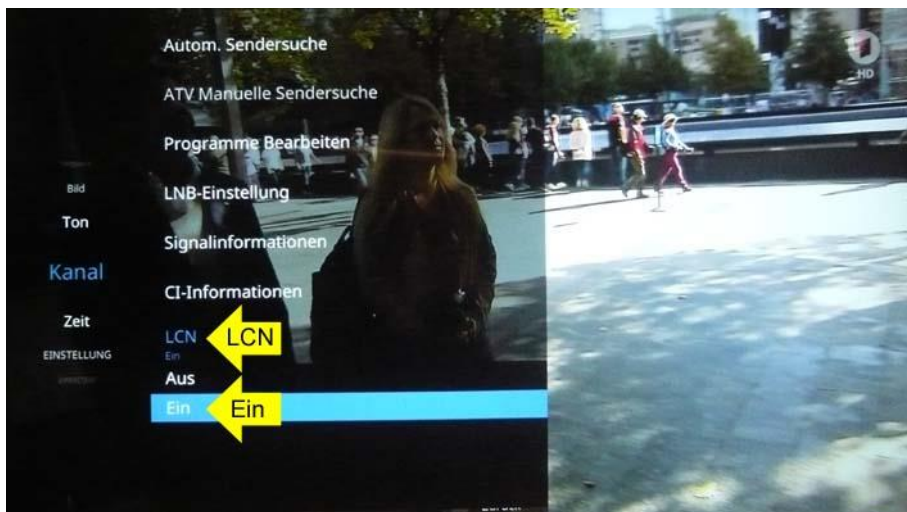 Autom. Sendersuche
ATV Manuelle Sendersuche
Programme Bearbeiten
LNB-Einstellung
Signalinformationen
CI-Informationen
LCN
Ein
Aus
Ein
LCN
Ein
Bild
Ton
Kanal
Zeit
EINSTELLUNG
HD